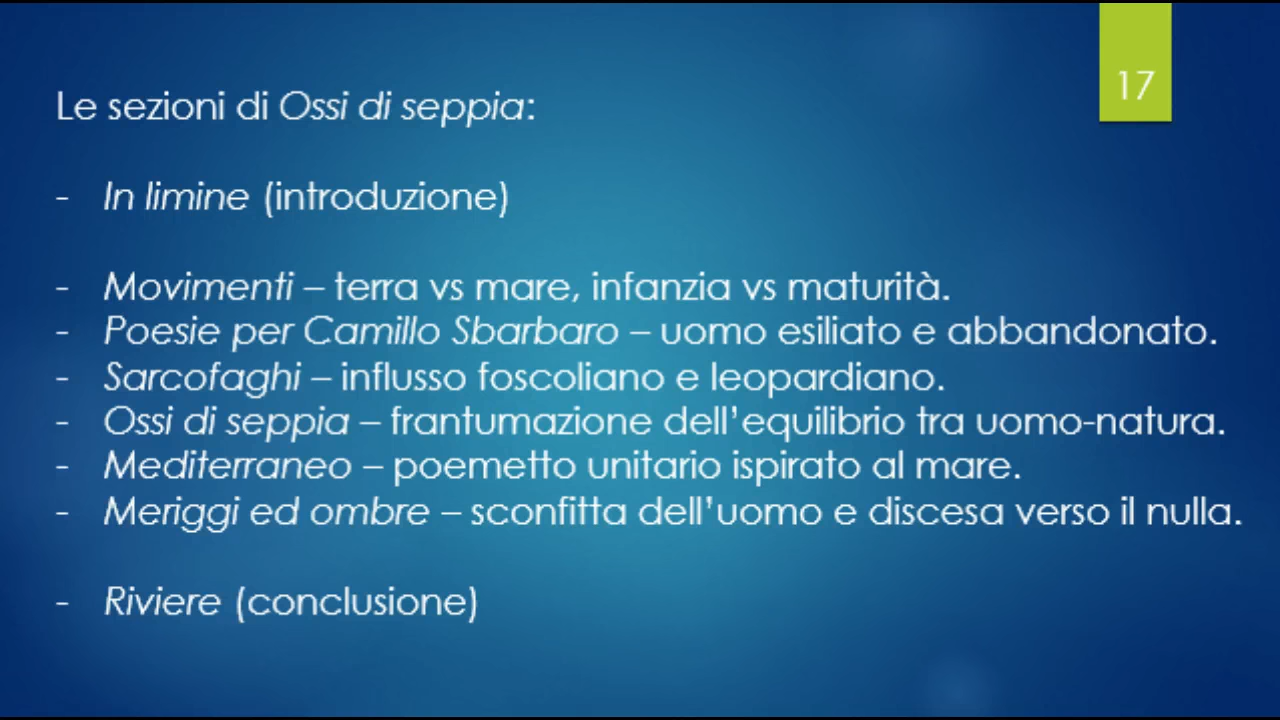 17
Le sezioni di Ossi di seppia:
- In limine (introduzione)
- Movimenti – terra vs mare, infanzia vs maturità.
- Poesie per Camillo Sbarbaro – uomo esiliato e abbandonato.
- Sarcofaghi – influsso foscoliano e leopardiano.
- Ossi di seppia – frantumazione dell’equilibrio tra uomo-natura.
- Mediterraneo – poemetto unitario ispirato al mare.
- Meriggi ed ombre – sconfitta dell’uomo e discesa verso il nulla.
- Riviere (conclusione)